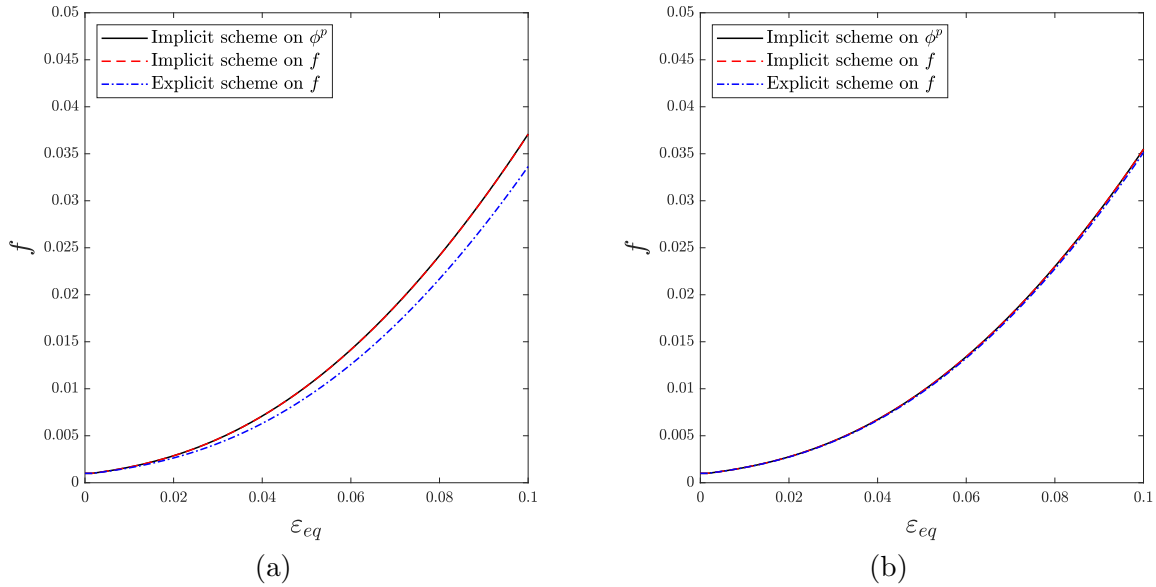 0.05
0.045
0.04
0.035
0.03
0.025
0.02
0.015
0.01
0.005
0
f
Implicit scheme on ϕᵖ
Implicit scheme on f
Explicit scheme on f
0 0.02 0.04 0.06 0.08 0.1
ε_eq
(a)
0.05
0.045
0.04
0.035
0.03
0.025
0.02
0.015
0.01
0.005
0
f
Implicit scheme on ϕᵖ
Implicit scheme on f
Explicit scheme on f
0 0.02 0.04 0.06 0.08 0.1
ε_eq
(b)